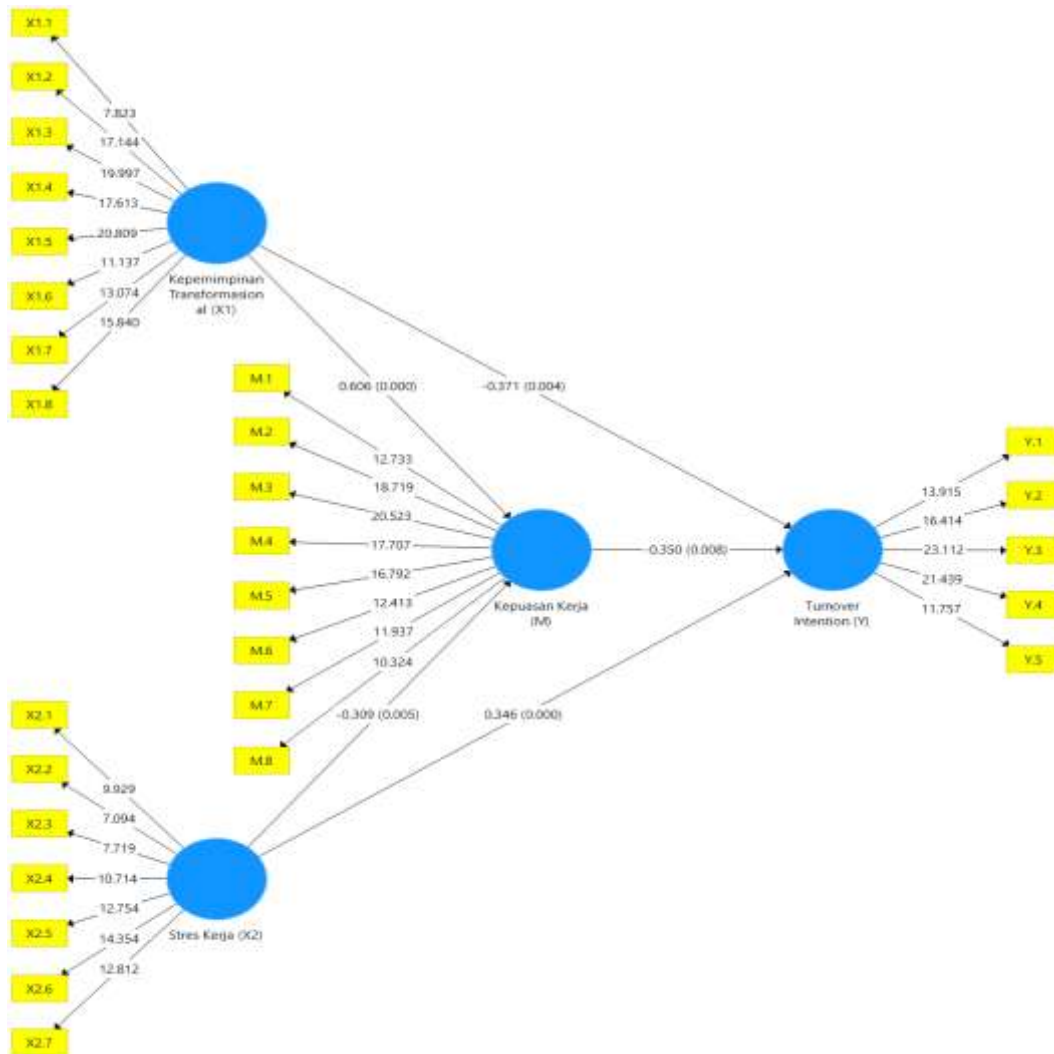 X1.1
X1.2
X1.3
X1.4
X1.5
X1.6
X1.7
X1.8
7.823
17.144
19.997
17.613
20.809
11.137
13.074
15.840
Kepemimpinan
Transformasion
al (X1)
0.606 (0.000)
-0.371 (0.004)
M.1
M.2
M.3
M.4
M.5
M.6
M.7
M.8
12.733
18.719
20.523
17.707
16.792
12.413
11.937
10.324
Kepuasan Kerja
(M)
0.350 (0.008)
Turnover
Intention (Y)
13.915
16.414
23.112
21.439
11.757
Y.1
Y.2
Y.3
Y.4
Y.5
-0.309 (0.005)
0.346 (0.000)
X2.1
X2.2
X2.3
X2.4
X2.5
X2.6
X2.7
9.929
7.094
7.719
10.714
12.754
14.354
12.812
Stres Kerja (X2)